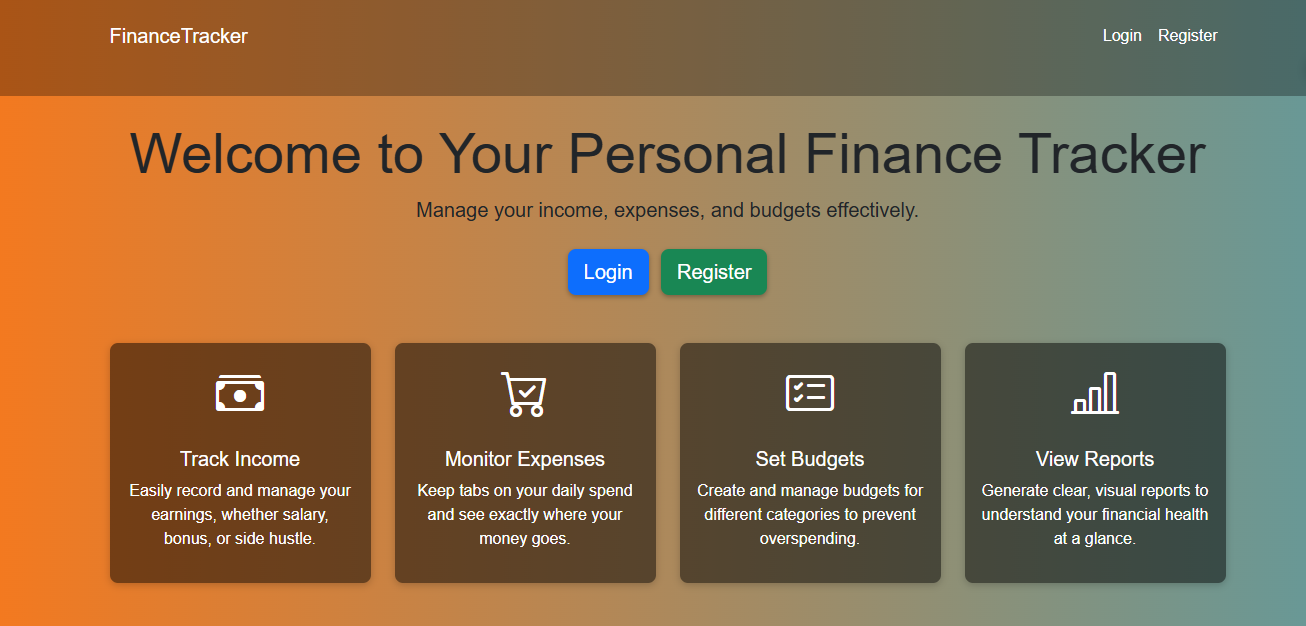 FinanceTracker
Login Register
Welcome to Your Personal Finance Tracker
Manage your income, expenses, and budgets effectively.
Login Register
Track Income
Easily record and manage your
earnings, whether salary,
bonus, or side hustle.
Monitor Expenses
Keep tabs on your daily spend
and see exactly where your
money goes.
Set Budgets
Create and manage budgets for
different categories to prevent
overspending.
View Reports
Generate clear, visual reports to
understand your financial health
at a glance.